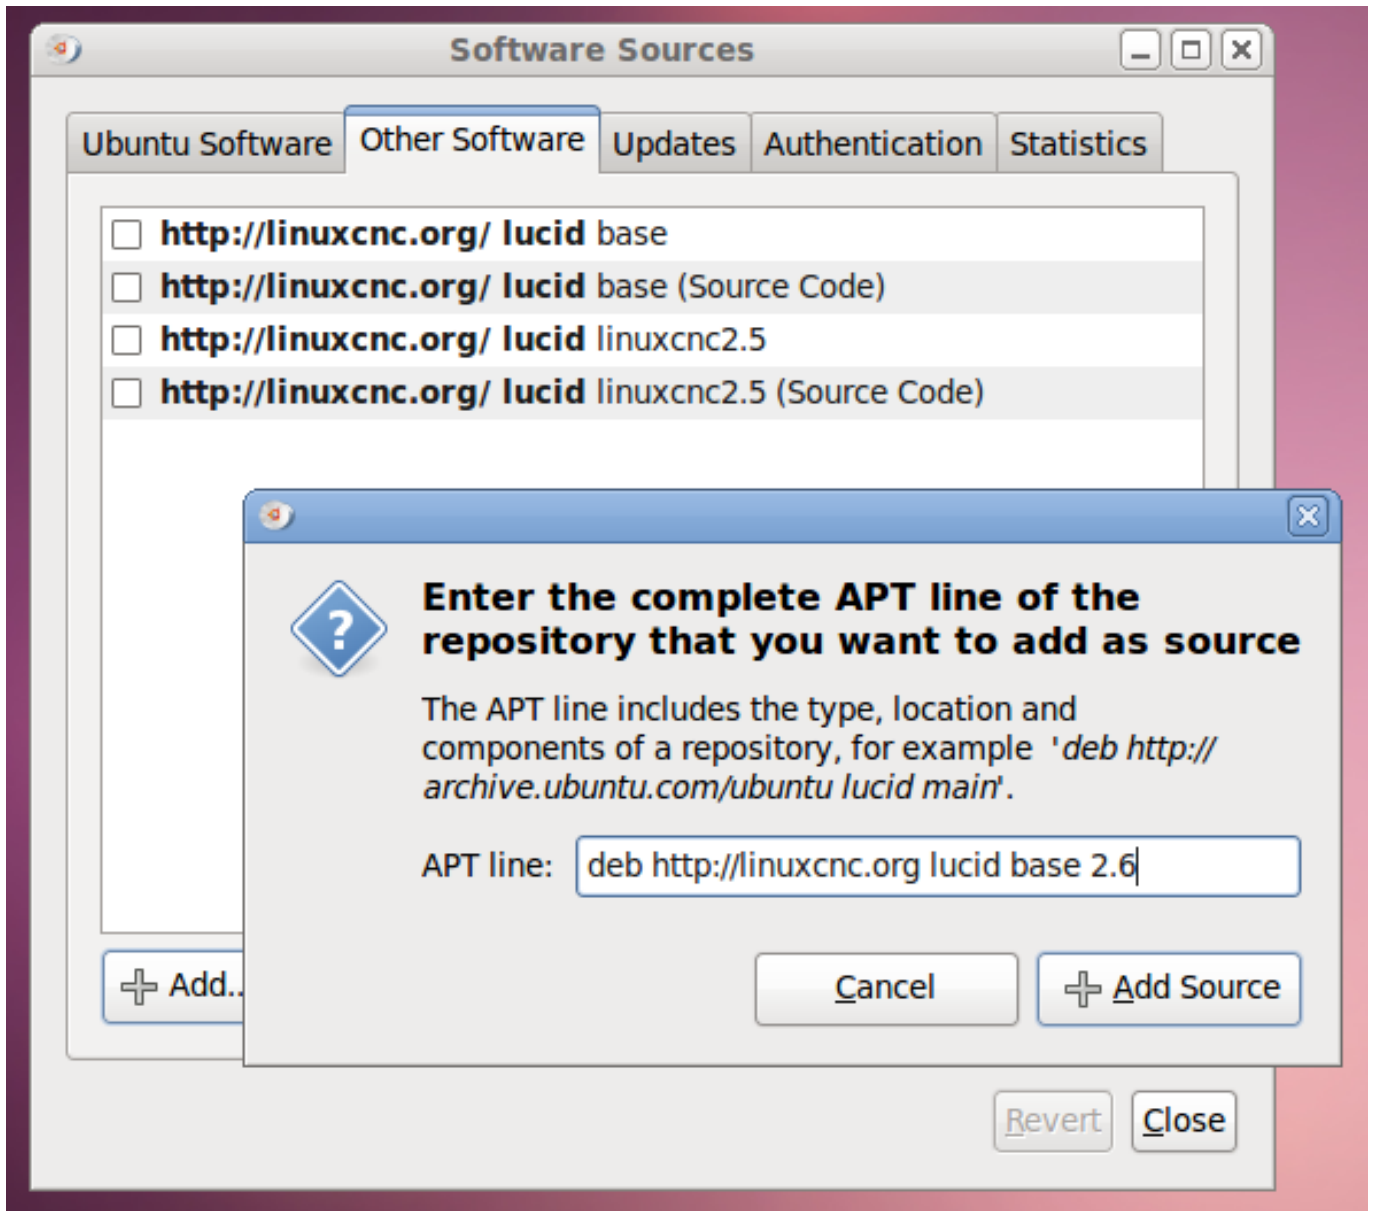 Software Sources
Ubuntu Software Other Software Updates Authentication Statistics
http://linuxcnc.org/ lucid base
http://linuxcnc.org/ lucid base (Source Code)
http://linuxcnc.org/ lucid linuxcnc2.5
http://linuxcnc.org/ lucid linuxcnc2.5 (Source Code)
?
Enter the complete APT line of the
repository that you want to add as source
The APT line includes the type, location and
components of a repository, for example 'deb http://
archive.ubuntu.com/ubuntu lucid main'.
APT line: deb http://linuxcnc.org lucid base 2.6
Add..
Cancel Add Source
Revert Close